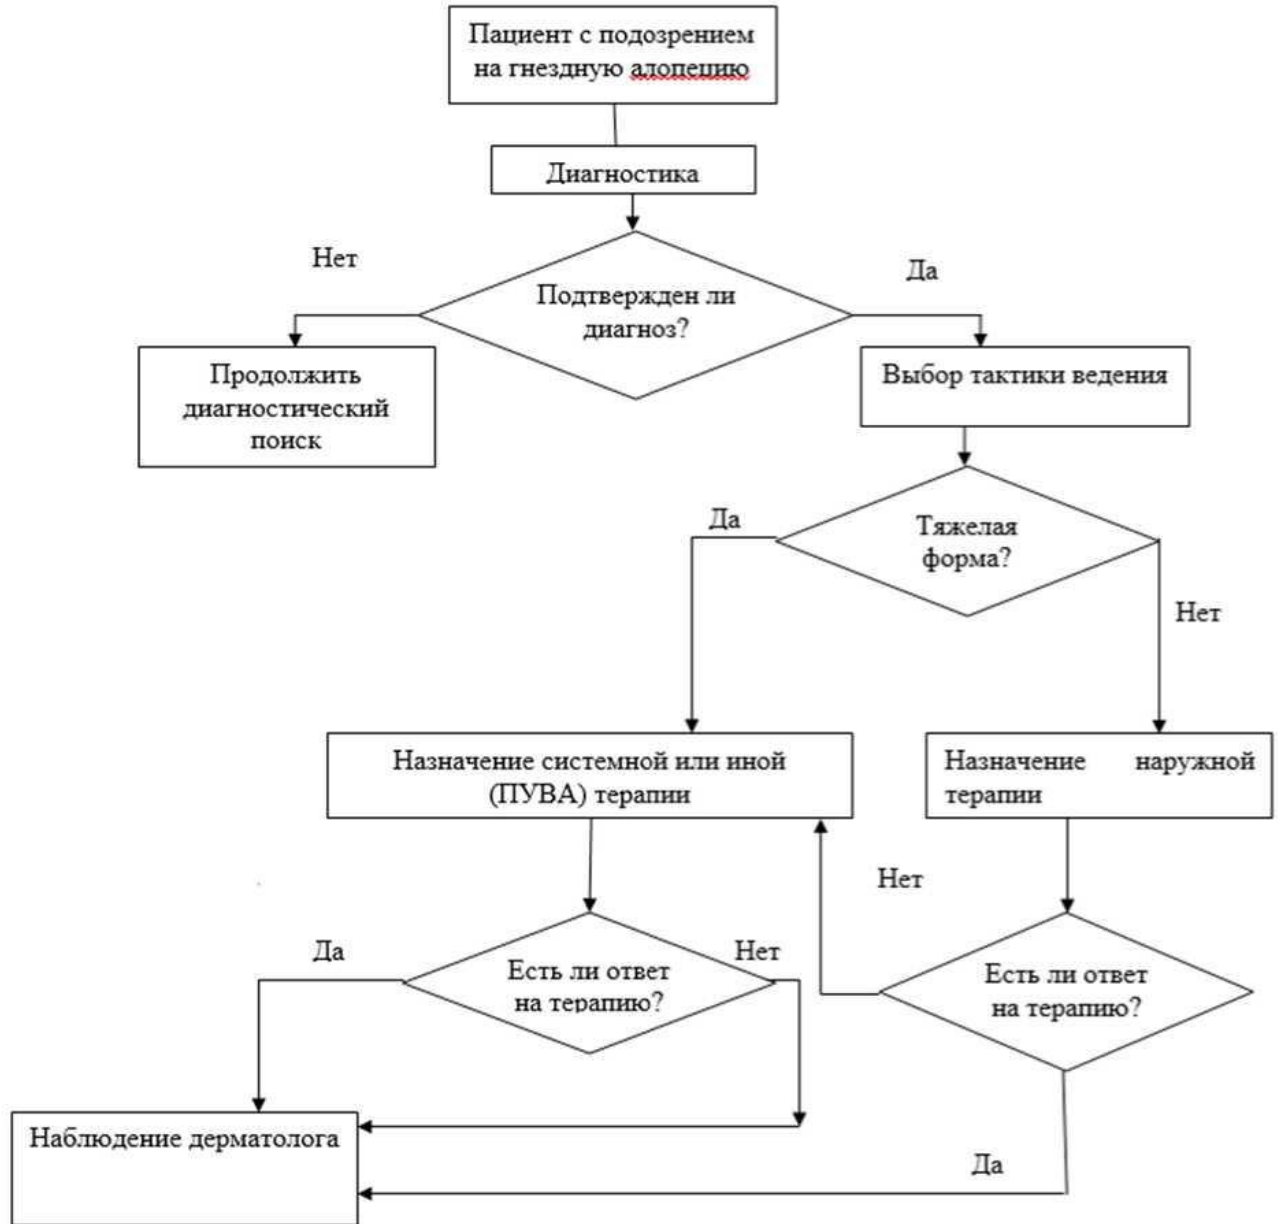 Пациент с подозрением
на гнездную алопецию
Диагностика
Нет
Да
Подтвержден ли
диагноз?
Продолжить
диагностический
поиск
Выбор тактики ведения
Да
Тяжелая
форма?
Нет
Назначение системной или иной
(ПУВА) терапии
Назначение наружной
терапии
Нет
Да
Нет
Есть ли ответ
на терапию?
Есть ли ответ
на терапию?
Наблюдение дерматолога
Да